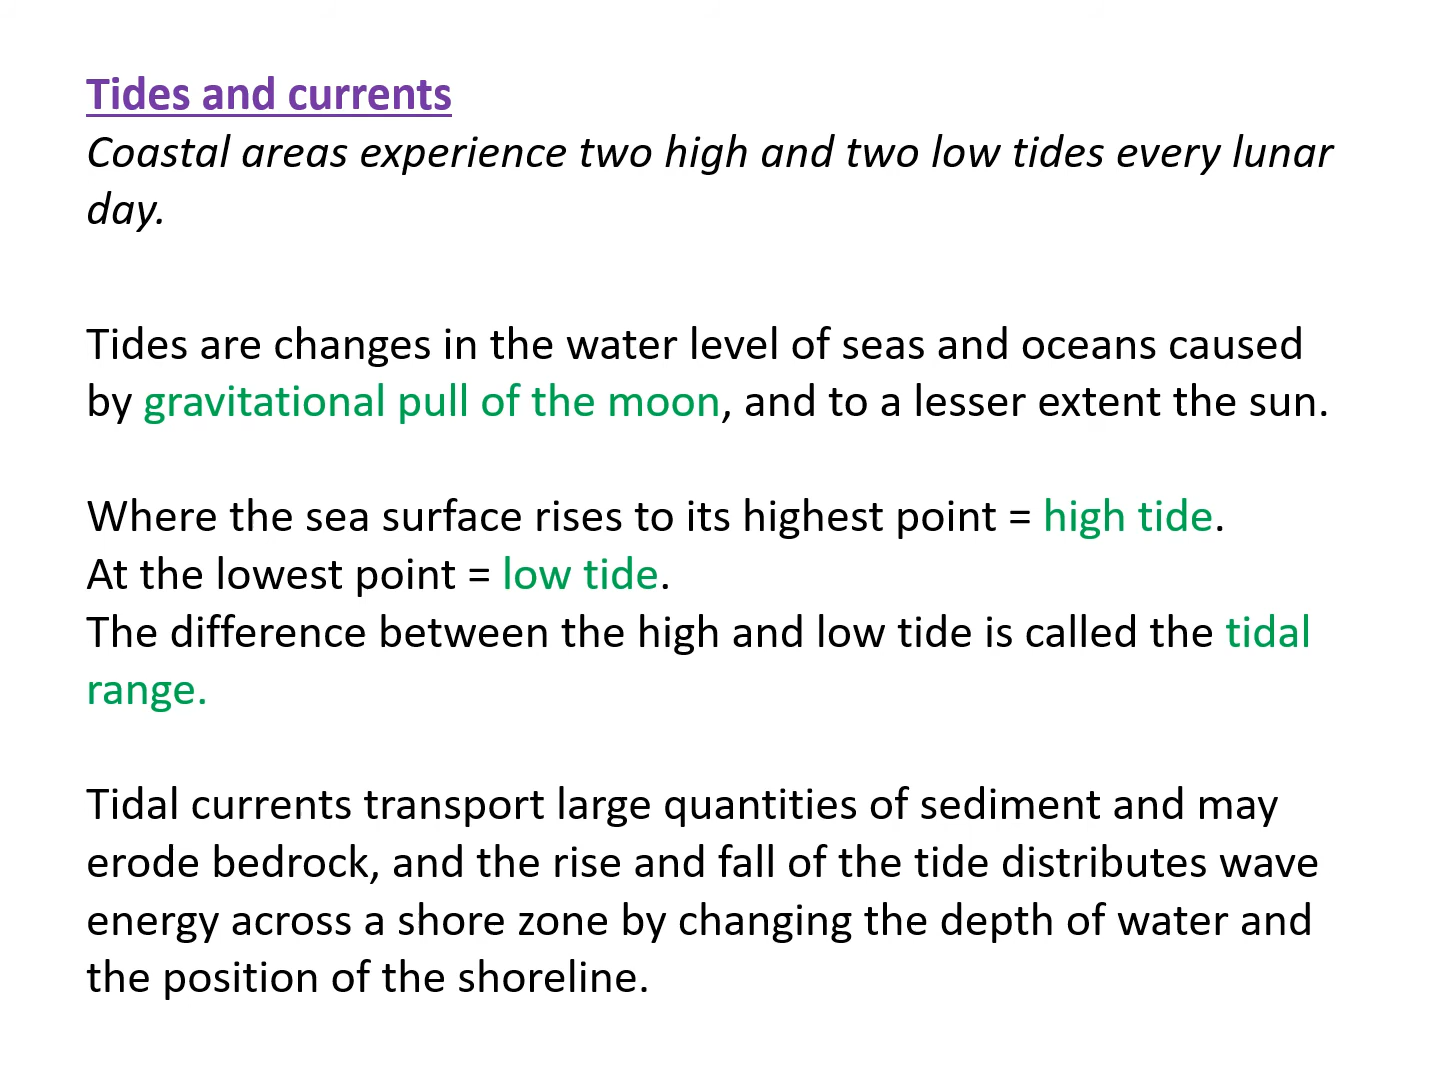 Tides and currents
Coastal areas experience two high and two low tides every lunar
day.
Tides are changes in the water level of seas and oceans caused
by gravitational pull of the moon, and to a lesser extent the sun.
Where the sea surface rises to its highest point = high tide.
At the lowest point = low tide.
The difference between the high and low tide is called the tidal
range.
Tidal currents transport large quantities of sediment and may
erode bedrock, and the rise and fall of the tide distributes wave
energy across a shore zone by changing the depth of water and
the position of the shoreline.